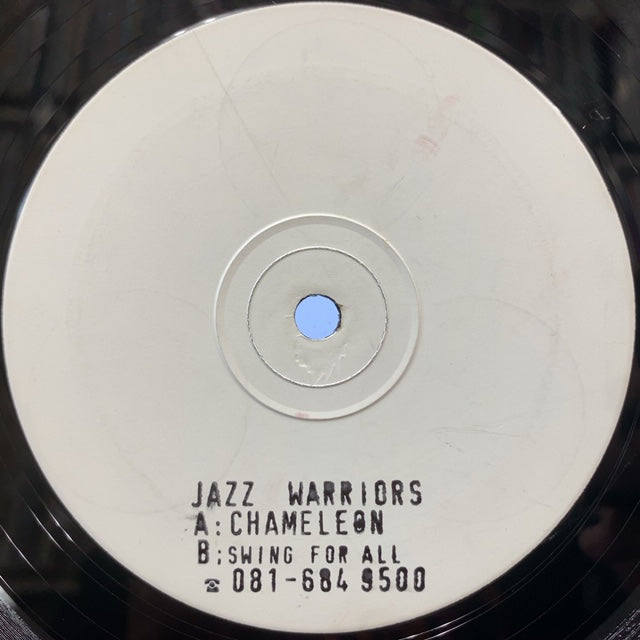 JAZZ WARRIORS
A: CHAMELEON
B: SWING FOR ALL
☎ 081-684 9500